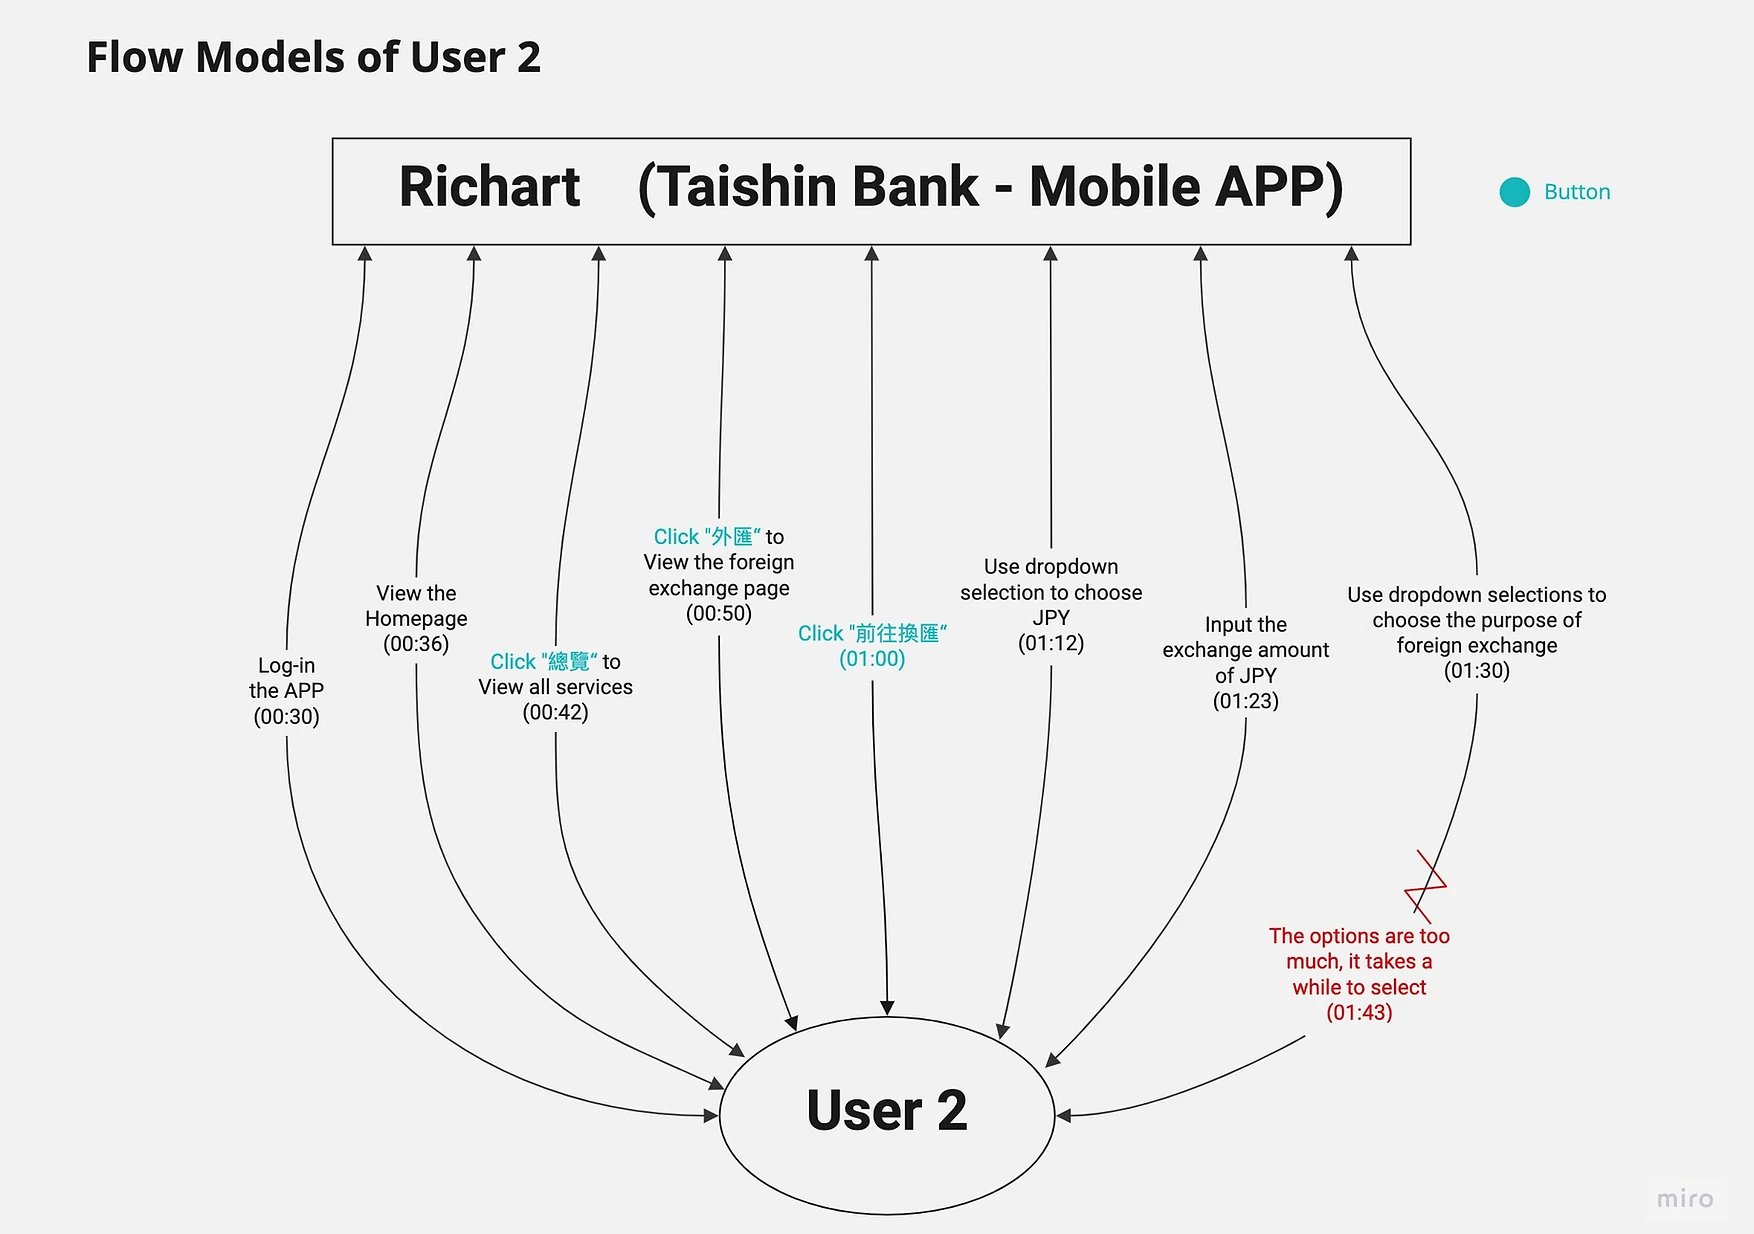 Flow Models of User 2
Richart (Taishin Bank - Mobile APP)
Button
Log-in
the APP
(00:30)
View the
Homepage
(00:36)
Click "總覽“ to
View all services
(00:42)
Click "外匯“ to
View the foreign
exchange page
(00:50)
Click "前往換匯“
(01:00)
Use dropdown
selection to choose
JPY
(01:12)
Input the
exchange amount
of JPY
(01:23)
Use dropdown selections to
choose the purpose of
foreign exchange
(01:30)
The options are too
much, it takes a
while to select
(01:43)
User 2
miro